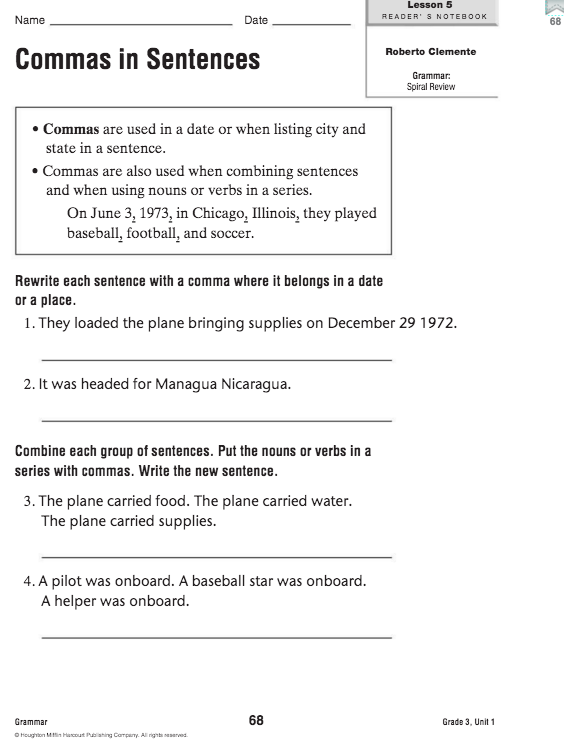 Name Date
Lesson 5
READER'S NOTEBOOK
68
Commas in Sentences
Roberto Clemente
Grammar:
Spiral Review
• Commas are used in a date or when listing city and
state in a sentence.
• Commas are also used when combining sentences
and when using nouns or verbs in a series.
On June 3, 1973, in Chicago, Illinois, they played
baseball, football, and soccer.
Rewrite each sentence with a comma where it belongs in a date
or a place.
1. They loaded the plane bringing supplies on December 29 1972.
2. It was headed for Managua Nicaragua.
Combine each group of sentences. Put the nouns or verbs in a
series with commas. Write the new sentence.
3. The plane carried food. The plane carried water.
The plane carried supplies.
4. A pilot was onboard. A baseball star was onboard.
A helper was onboard.
Grammar 68 Grade 3, Unit 1
© Houghton Mifflin Harcourt Publishing Company. All rights reserved.